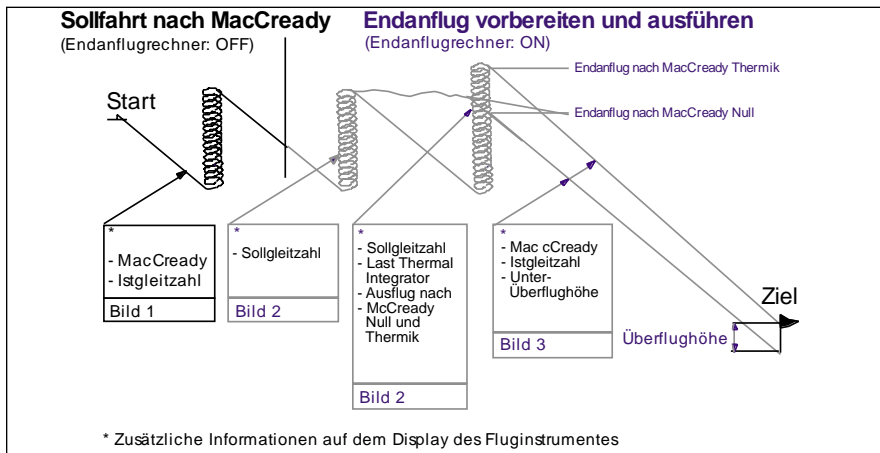 Sollfahrt nach MacCready
(Endanflugrechner: OFF)
Endanflug vorbereiten und ausführen
(Endanflugrechner: ON)
Endanflug nach MacCready Thermik
Endanflug nach MacCready Null
Start
*
- MacCready
- Istgleitzahl
Bild 1
*
- Sollgleitzahl
Bild 2
*
- Sollgleitzahl
- Last Thermal
Integrator
- Ausflug nach
- McCready
Null und
Thermik
Bild 2
*
- Mac cCready
- Istgleitzahl
- Unter-
Überflughöhe
Bild 3
Ziel
Überflughöhe
* Zusätzliche Informationen auf dem Display des Fluginstrumentes